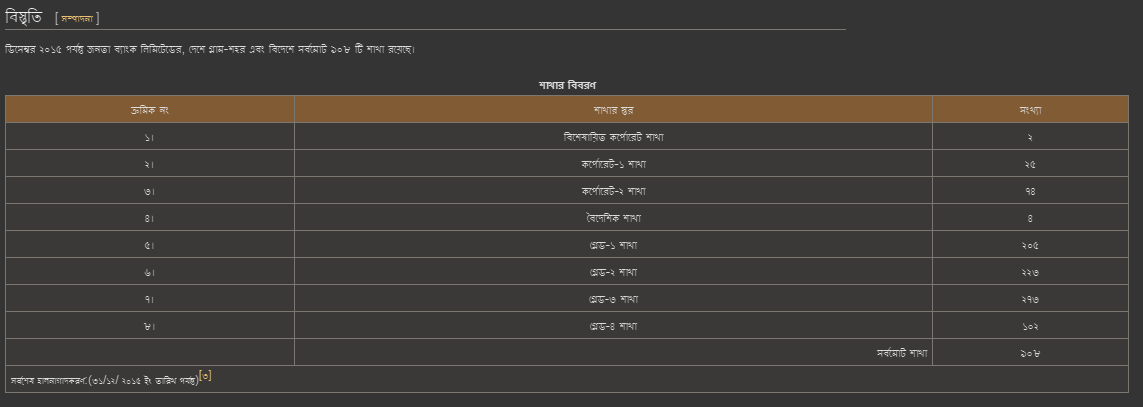 বিস্তৃতি [ সম্পাদনা ]
ডিসেম্বর ২০১৫ পর্যন্ত জনতা ব্যাংক লিমিটেডের, দেশে গ্রাম-শহর এবং বিদেশে সর্বমোট ৯০৮ টি শাখা রয়েছে।
শাখার বিবরণ
ক্রমিক নং শাখার স্তর সংখ্যা
১। বিশেষায়িত কর্পোরেট শাখা ২
২। কর্পোরেট-১ শাখা ২৫
৩। কর্পোরেট-২ শাখা ৭৪
৪। বৈদেশিক শাখা ৪
৫। গ্রেড-১ শাখা ২০৫
৬। গ্রেড-২ শাখা ২২৩
৭। গ্রেড-৩ শাখা ২৭৩
৮। গ্রেড-৪ শাখা ১০২
সর্বমোট শাখা ৯০৮
সর্বশেষ হালনাগাদকরণ:(৩১/১২/ ২০১৫ ইং তারিখ পর্যন্ত)[৩]